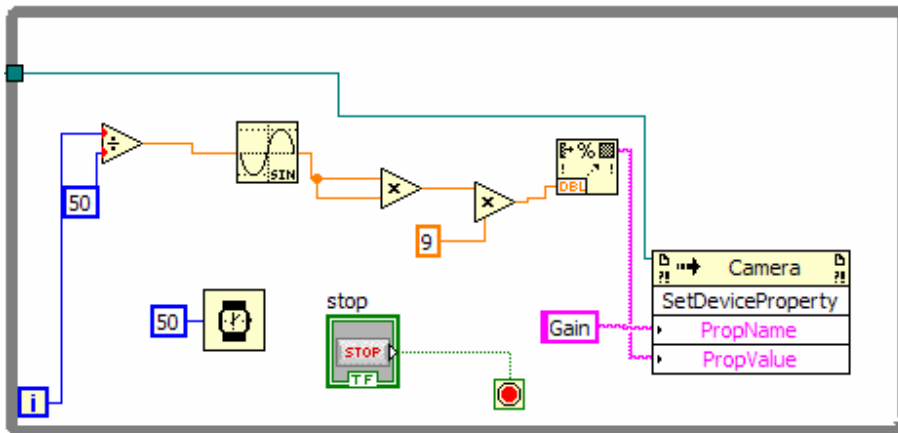 ÷
50
SIN
×
×
9
% 
DBL
Camera
SetDeviceProperty
Gain
PropName
PropValue
50
stop
STOP
TF
i